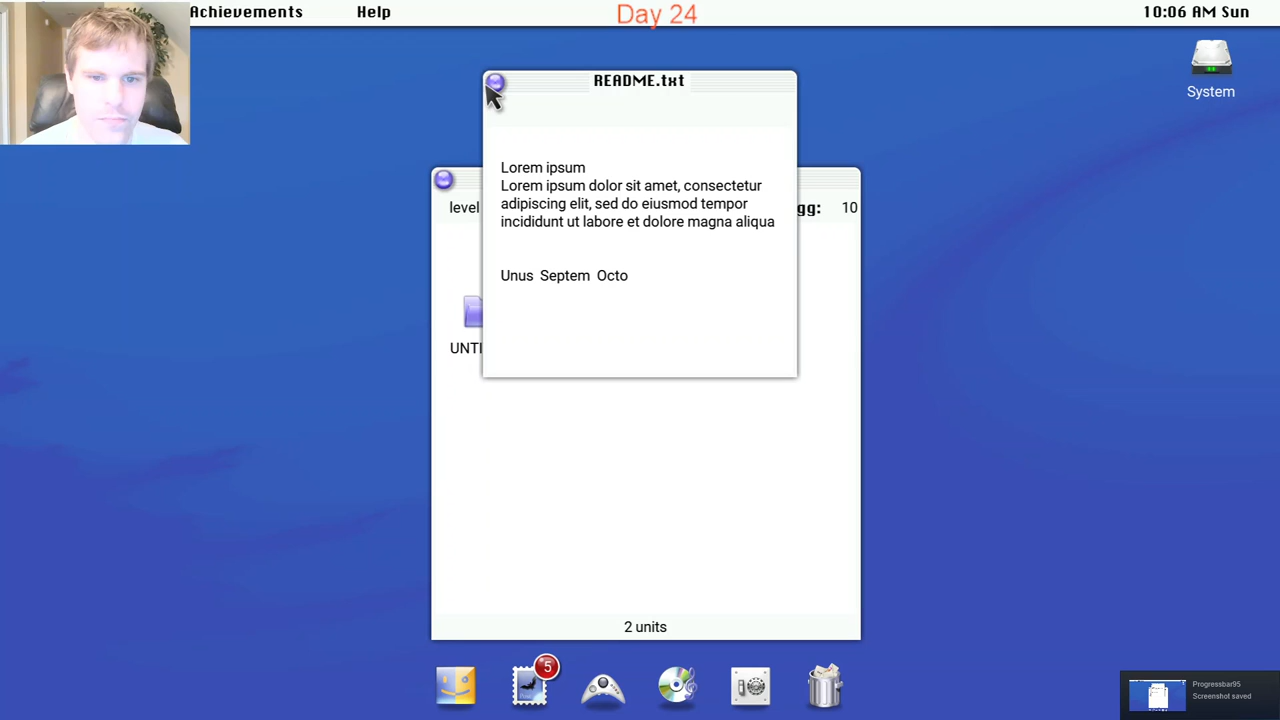 Achievements Help Day 24 10:06 AM Sun
System
README.txt
Lorem ipsum
Lorem ipsum dolor sit amet, consectetur
adipiscing elit, sed do eiusmod tempor
incididunt ut labore et dolore magna aliqua
Unus Septem Octo
level gg: 10
UNTI
2 units
5
Progressbar95
Screenshot saved